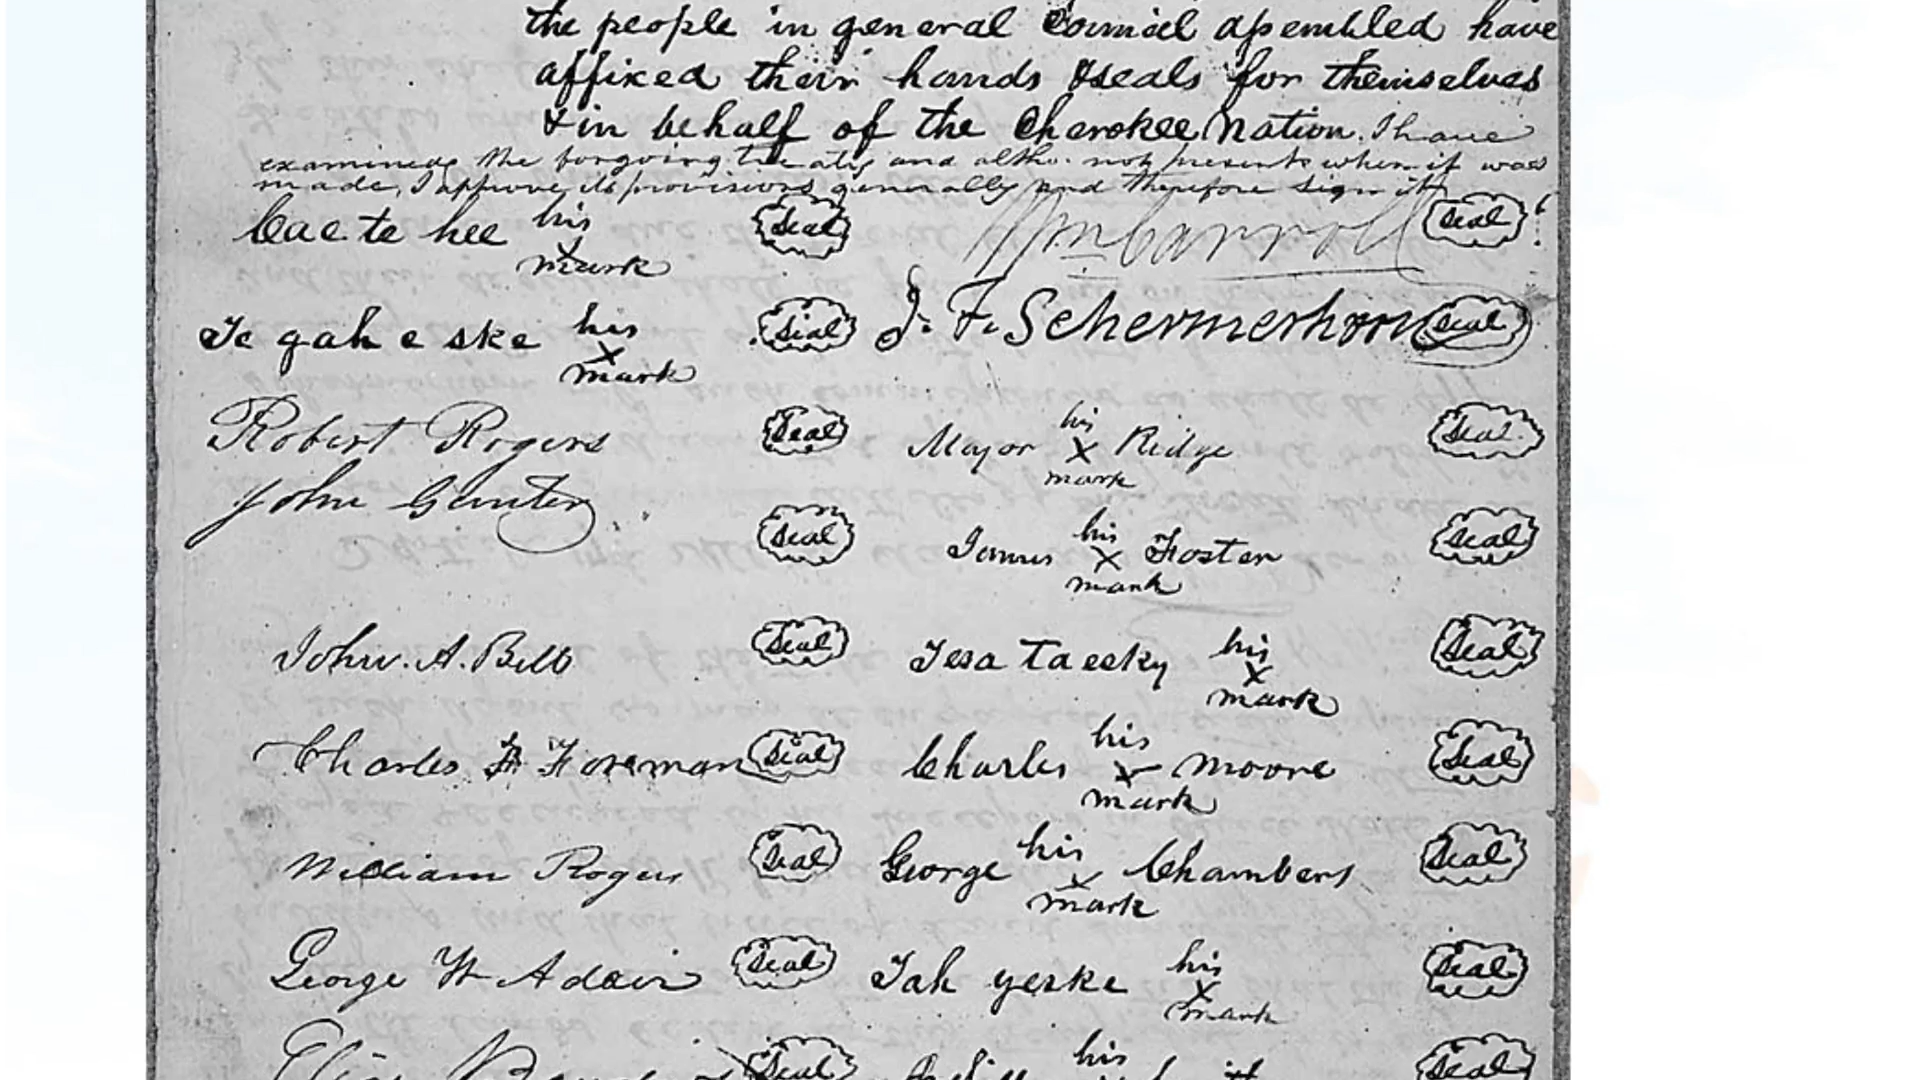 the people in general Council assembled have
affixed their hands & seals for themselves
& in behalf of the Cherokee Nation. I have
examined the forgoing treaty and altho. not present when it was
made, I approve its provisions generally and therefore sign it
Cae te hee his x mark Seal
Wm Carroll Seal
Te gah e ske his x mark Seal
J. F. Schermerhorn Seal
Robert Rogers Seal
Major his x mark Ridge Seal
John Gunter Seal
James his x mark Foster Seal
John. A. Bell Seal
Tesa Ta esky his x mark Seal
Charles F Foreman Seal
Charles his x mark Moore Seal
William Rogers Seal
George his x mark Chambers Seal
George W Adair Seal
Tah yeske his x mark Seal
Elias Seal
his Seal